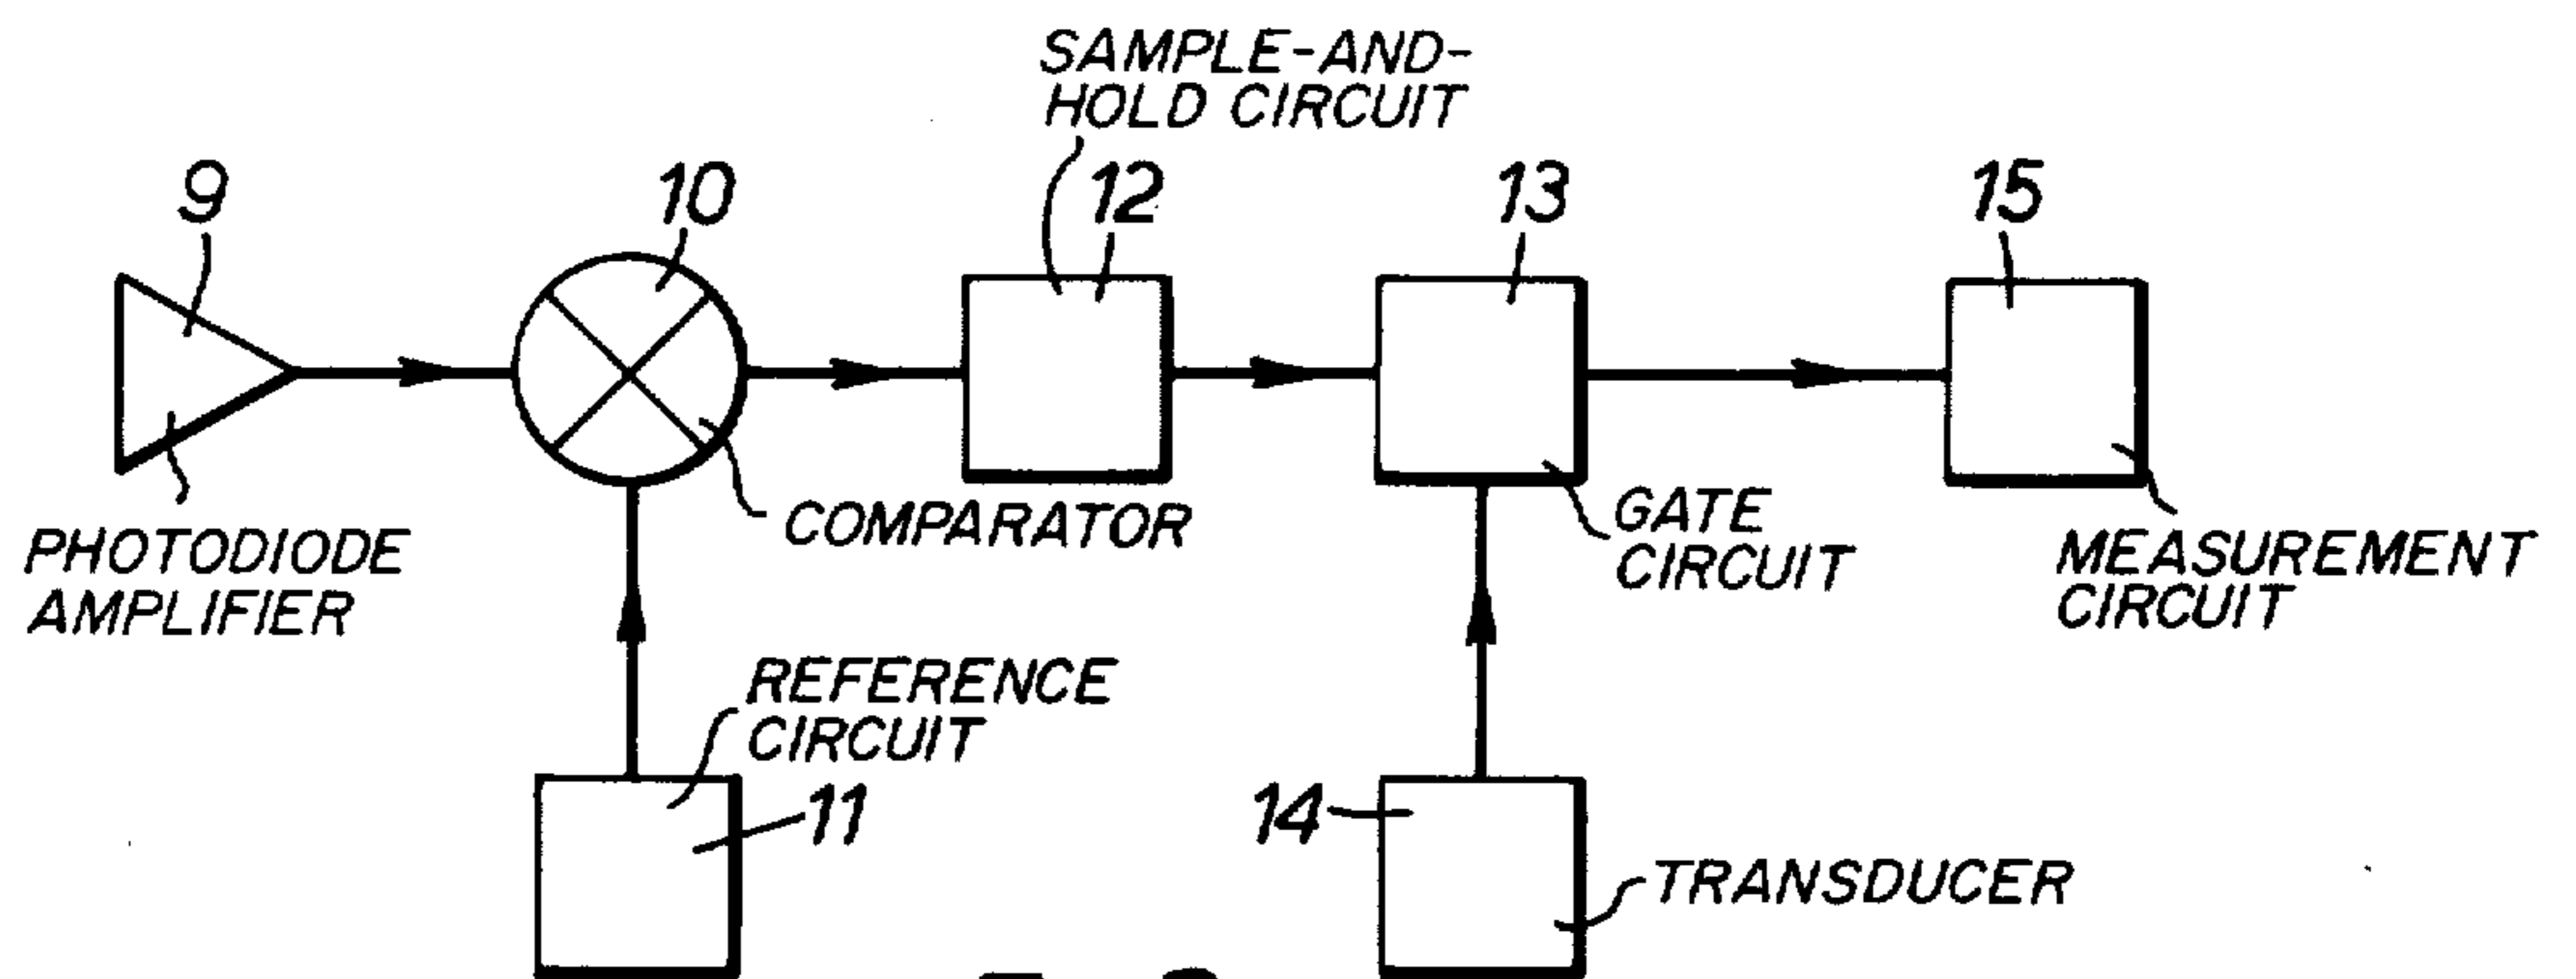 SAMPLE-AND-
HOLD CIRCUIT
9
10
12
13
15
COMPARATOR
GATE
CIRCUIT
PHOTODIODE
AMPLIFIER
MEASUREMENT
CIRCUIT
REFERENCE
CIRCUIT
11
14
TRANSDUCER